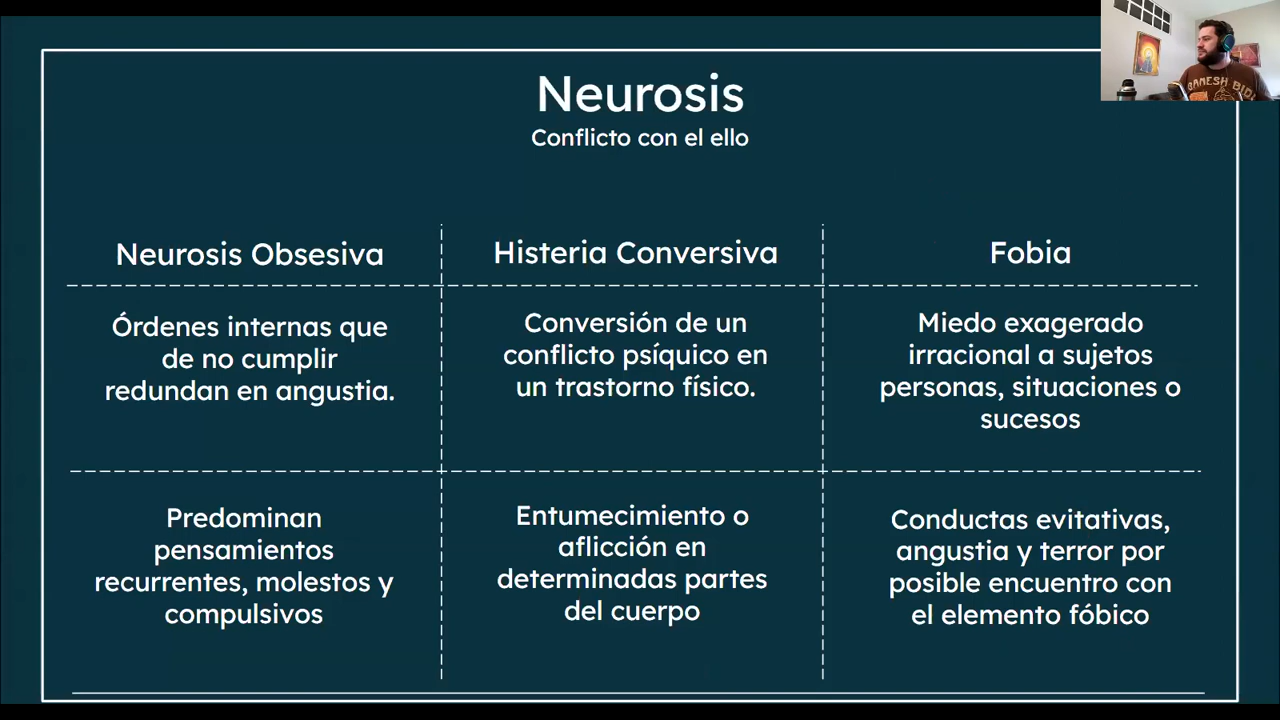 Neurosis
Conflicto con el ello
Neurosis Obsesiva
Histeria Conversiva
Fobia
Órdenes internas que
de no cumplir
redundan en angustia.
Conversión de un
conflicto psíquico en
un trastorno físico.
Miedo exagerado
irracional a sujetos
personas, situaciones o
sucesos
Predominan
pensamientos
recurrentes, molestos y
compulsivos
Entumecimiento o
aflicción en
determinadas partes
del cuerpo
Conductas evitativas,
angustia y terror por
posible encuentro con
el elemento fóbico